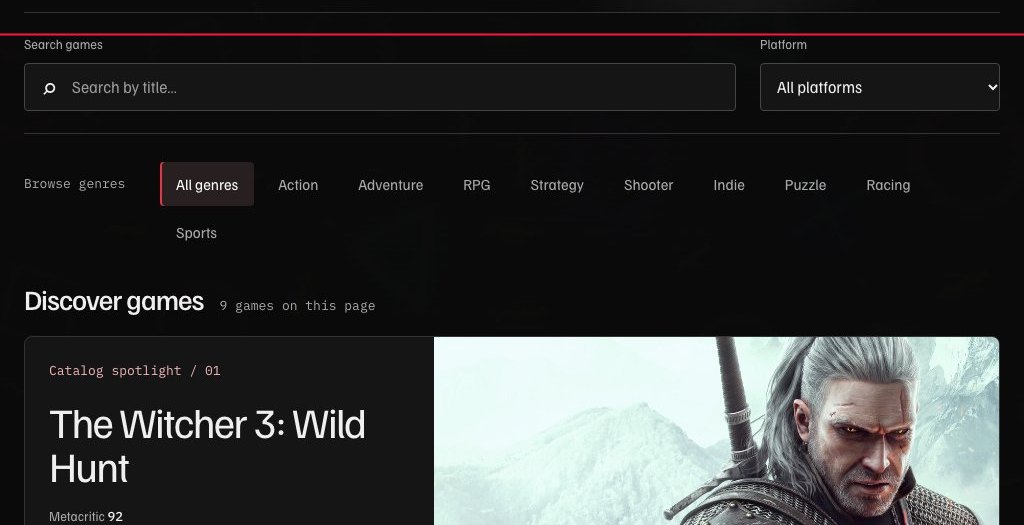 Search games
Platform
Search by title...
All platforms
Browse genres
All genres
Action
Adventure
RPG
Strategy
Shooter
Indie
Puzzle
Racing
Sports
Discover games
9 games on this page
Catalog spotlight / 01
The Witcher 3: Wild
Hunt
Metacritic 92